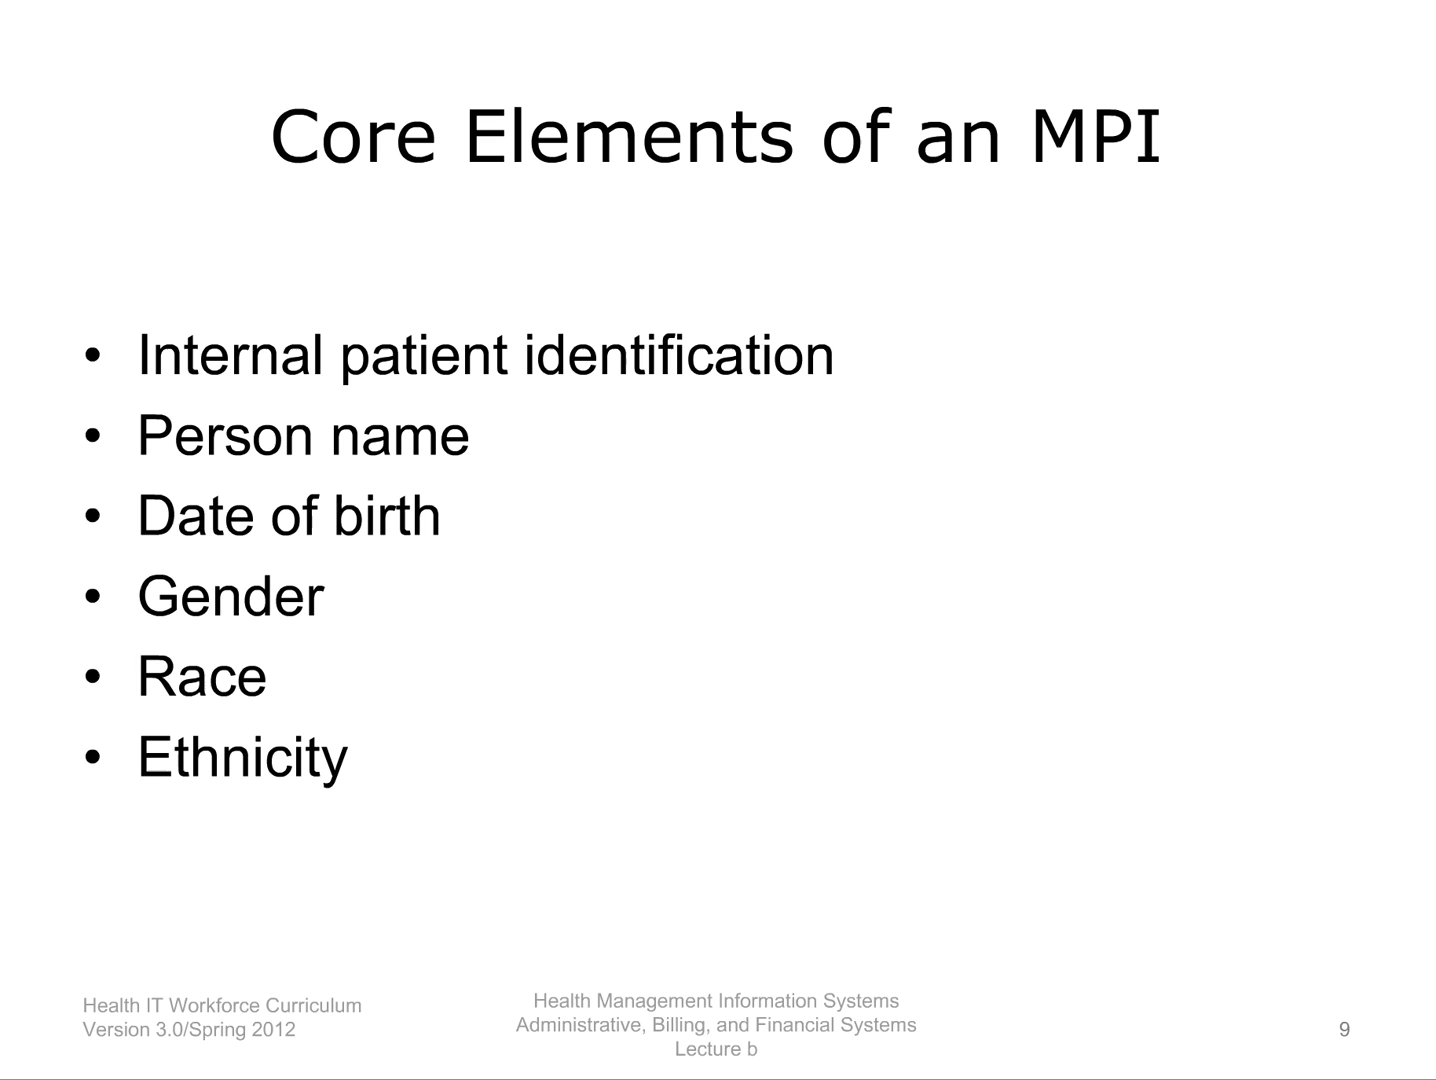 Core Elements of an MPI
• Internal patient identification
• Person name
• Date of birth
• Gender
• Race
• Ethnicity
Health IT Workforce Curriculum
Version 3.0/Spring 2012
Health Management Information Systems
Administrative, Billing, and Financial Systems
Lecture b
9